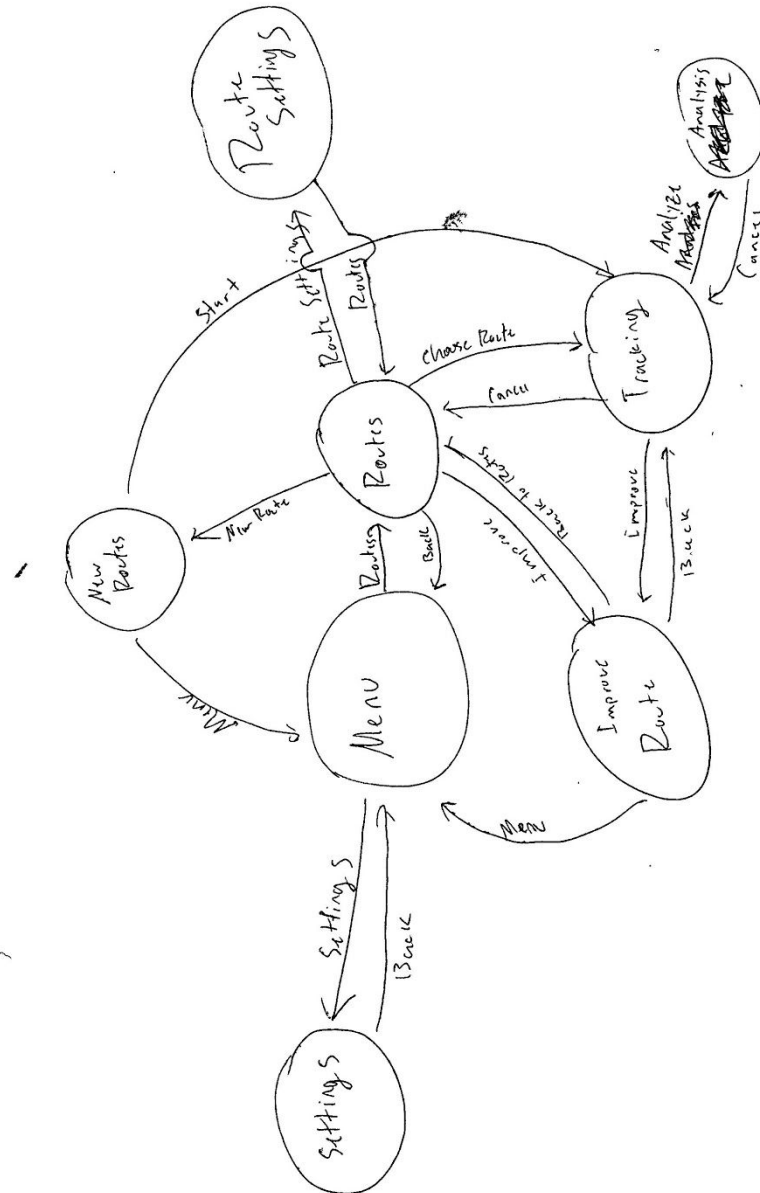 Settings
Settings
Back
Menu
Menu
New
Routes
Menu
Routes
Back
New Route
Start
Routes
Route Settings
Routes
Route
Settings
Improve
Back to Routes
Cancel
Choose Route
Improve
Route
Improve
Back
Tracking
Analyze
Cancel
Analysis